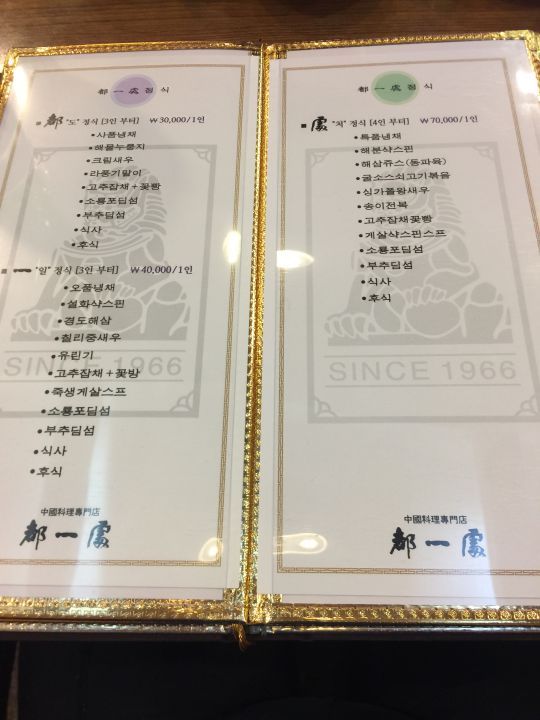 都一處정식
都 "도" 정식 [3인 부터] ₩30,000/1인
•사품냉채
•해물누룽지
•크림새우
•라풍기말이
•고추잡채+꽃빵
•소룡포딤섬
•부추딤섬
•식사
•후식
一 "일" 정식 [3인 부터] ₩40,000/1인
•오품냉채
•설화샥스핀
•경도해삼
•칠리중새우
•유린기
•고추잡채+꽃방
•죽생게살스프
•소룡포딤섬
•부추딤섬
•식사
•후식
SINCE 1966
中國料理專門店
都一處
都一處정식
處 "처" 정식 [4인 부터] ₩70,000/1인
•특품냉채
•해분샥스핀
•해삼쥬스(동파육)
•굴소스쇠고기볶음
•싱가폴왕새우
•송이전복
•고추잡채꽃빵
•게살샥스핀스프
•소룡포딤섬
•부추딤섬
•식사
•후식
SINCE 1966
中國料理專門店
都一處